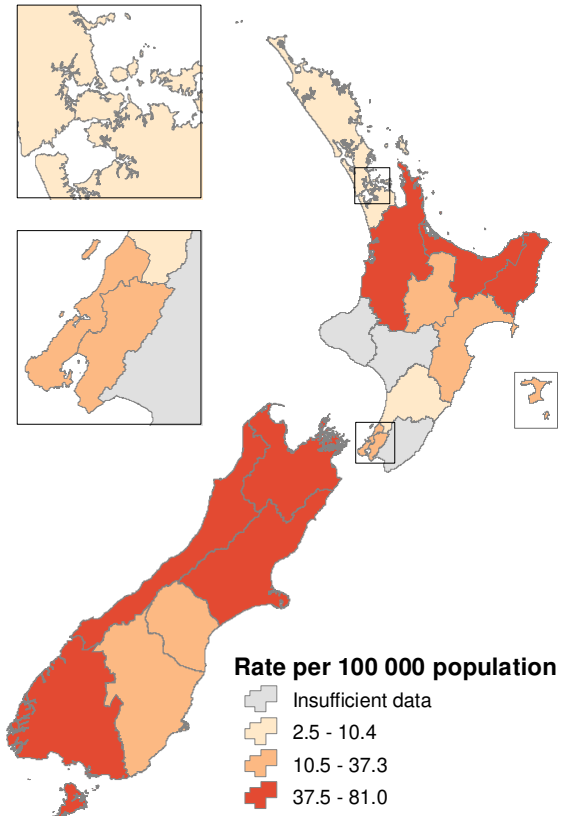 Rate per 100 000 population
Insufficient data
2.5 - 10.4
10.5 - 37.3
37.5 - 81.0